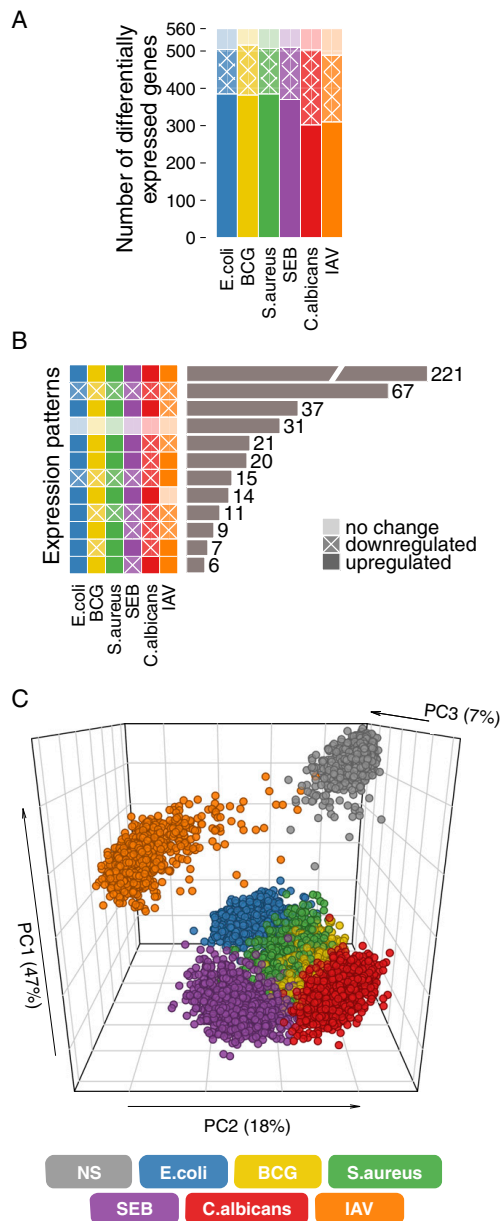 A
Number of differentially
expressed genes
560
500
400
300
200
100
0
E.coli
BCG
S.aureus
SEB
C.albicans
IAV
B
Expression patterns
221
67
37
31
21
20
15
14
11
9
7
6
no change
downregulated
upregulated
E.coli
BCG
S.aureus
SEB
C.albicans
IAV
C
PC3 (7%)
PC1 (47%)
PC2 (18%)
NS
E.coli
BCG
S.aureus
SEB
C.albicans
IAV